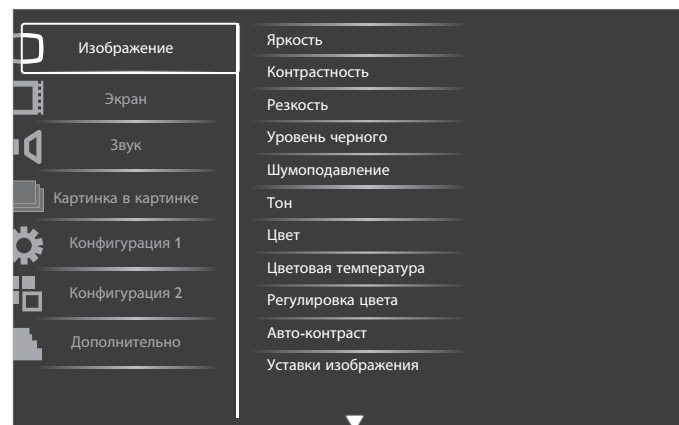 Изображение
Экран
Звук
Картинка в картинке
Конфигурация 1
Конфигурация 2
Дополнительно
Яркость
Контрастность
Резкость
Уровень черного
Шумоподавление
Тон
Цвет
Цветовая температура
Регулировка цвета
Авто-контраст
Уставки изображения